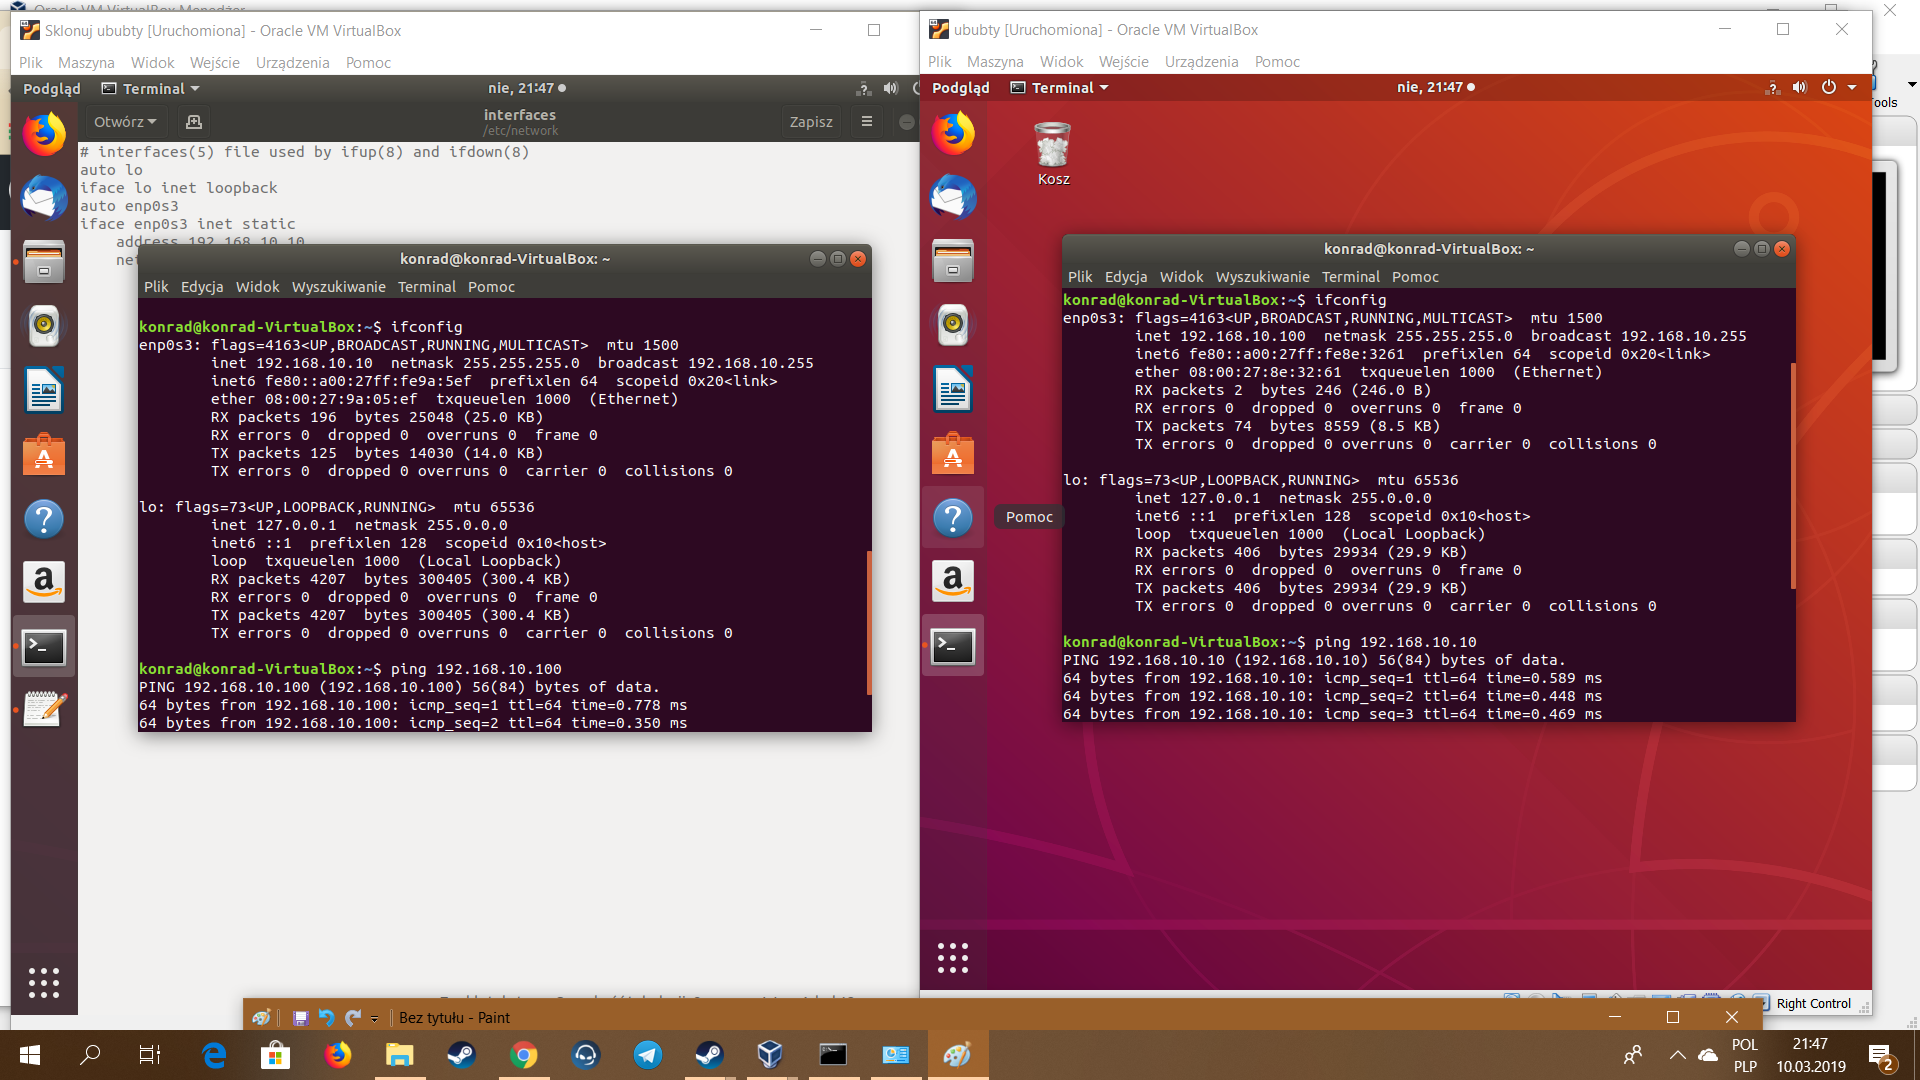 Oracle VM VirtualBox Menedżer
Sklonuj ububty [Uruchomiona] - Oracle VM VirtualBox
Plik Maszyna Widok Wejście Urządzenia Pomoc
Podgląd Terminal nie, 21:47
Otwórz interfaces Zapisz
/etc/network
# interfaces(5) file used by ifup(8) and ifdown(8)
auto lo
iface lo inet loopback
auto enp0s3
iface enp0s3 inet static
address 192.168.10.10
net
konrad@konrad-VirtualBox: ~
Plik Edycja Widok Wyszukiwanie Terminal Pomoc
konrad@konrad-VirtualBox:~$ ifconfig
enp0s3: flags=4163<UP,BROADCAST,RUNNING,MULTICAST>  mtu 1500
inet 192.168.10.10  netmask 255.255.255.0  broadcast 192.168.10.255
inet6 fe80::a00:27ff:fe9a:5ef  prefixlen 64  scopeid 0x20<link>
ether 08:00:27:9a:05:ef  txqueuelen 1000  (Ethernet)
RX packets 196  bytes 25048 (25.0 KB)
RX errors 0  dropped 0  overruns 0  frame 0
TX packets 125  bytes 14030 (14.0 KB)
TX errors 0  dropped 0 overruns 0  carrier 0  collisions 0
lo: flags=73<UP,LOOPBACK,RUNNING>  mtu 65536
inet 127.0.0.1  netmask 255.0.0.0
inet6 ::1  prefixlen 128  scopeid 0x10<host>
loop  txqueuelen 1000  (Local Loopback)
RX packets 4207  bytes 300405 (300.4 KB)
RX errors 0  dropped 0  overruns 0  frame 0
TX packets 4207  bytes 300405 (300.4 KB)
TX errors 0  dropped 0 overruns 0  carrier 0  collisions 0
konrad@konrad-VirtualBox:~$ ping 192.168.10.100
PING 192.168.10.100 (192.168.10.100) 56(84) bytes of data.
64 bytes from 192.168.10.100: icmp_seq=1 ttl=64 time=0.778 ms
64 bytes from 192.168.10.100: icmp_seq=2 ttl=64 time=0.350 ms
ububty [Uruchomiona] - Oracle VM VirtualBox
Plik Maszyna Widok Wejście Urządzenia Pomoc
Podgląd Terminal nie, 21:47
Kosz
Pomoc
konrad@konrad-VirtualBox: ~
Plik Edycja Widok Wyszukiwanie Terminal Pomoc
konrad@konrad-VirtualBox:~$ ifconfig
enp0s3: flags=4163<UP,BROADCAST,RUNNING,MULTICAST>  mtu 1500
inet 192.168.10.100  netmask 255.255.255.0  broadcast 192.168.10.255
inet6 fe80::a00:27ff:fe8e:3261  prefixlen 64  scopeid 0x20<link>
ether 08:00:27:8e:32:61  txqueuelen 1000  (Ethernet)
RX packets 2  bytes 246 (246.0 B)
RX errors 0  dropped 0  overruns 0  frame 0
TX packets 74  bytes 8559 (8.5 KB)
TX errors 0  dropped 0 overruns 0  carrier 0  collisions 0
lo: flags=73<UP,LOOPBACK,RUNNING>  mtu 65536
inet 127.0.0.1  netmask 255.0.0.0
inet6 ::1  prefixlen 128  scopeid 0x10<host>
loop  txqueuelen 1000  (Local Loopback)
RX packets 406  bytes 29934 (29.9 KB)
RX errors 0  dropped 0  overruns 0  frame 0
TX packets 406  bytes 29934 (29.9 KB)
TX errors 0  dropped 0 overruns 0  carrier 0  collisions 0
konrad@konrad-VirtualBox:~$ ping 192.168.10.10
PING 192.168.10.10 (192.168.10.10) 56(84) bytes of data.
64 bytes from 192.168.10.10: icmp_seq=1 ttl=64 time=0.589 ms
64 bytes from 192.168.10.10: icmp_seq=2 ttl=64 time=0.448 ms
64 bytes from 192.168.10.10: icmp_seq=3 ttl=64 time=0.469 ms
ools
Right Control
Bez tytułu - Paint
POL
PLP
21:47
10.03.2019
2